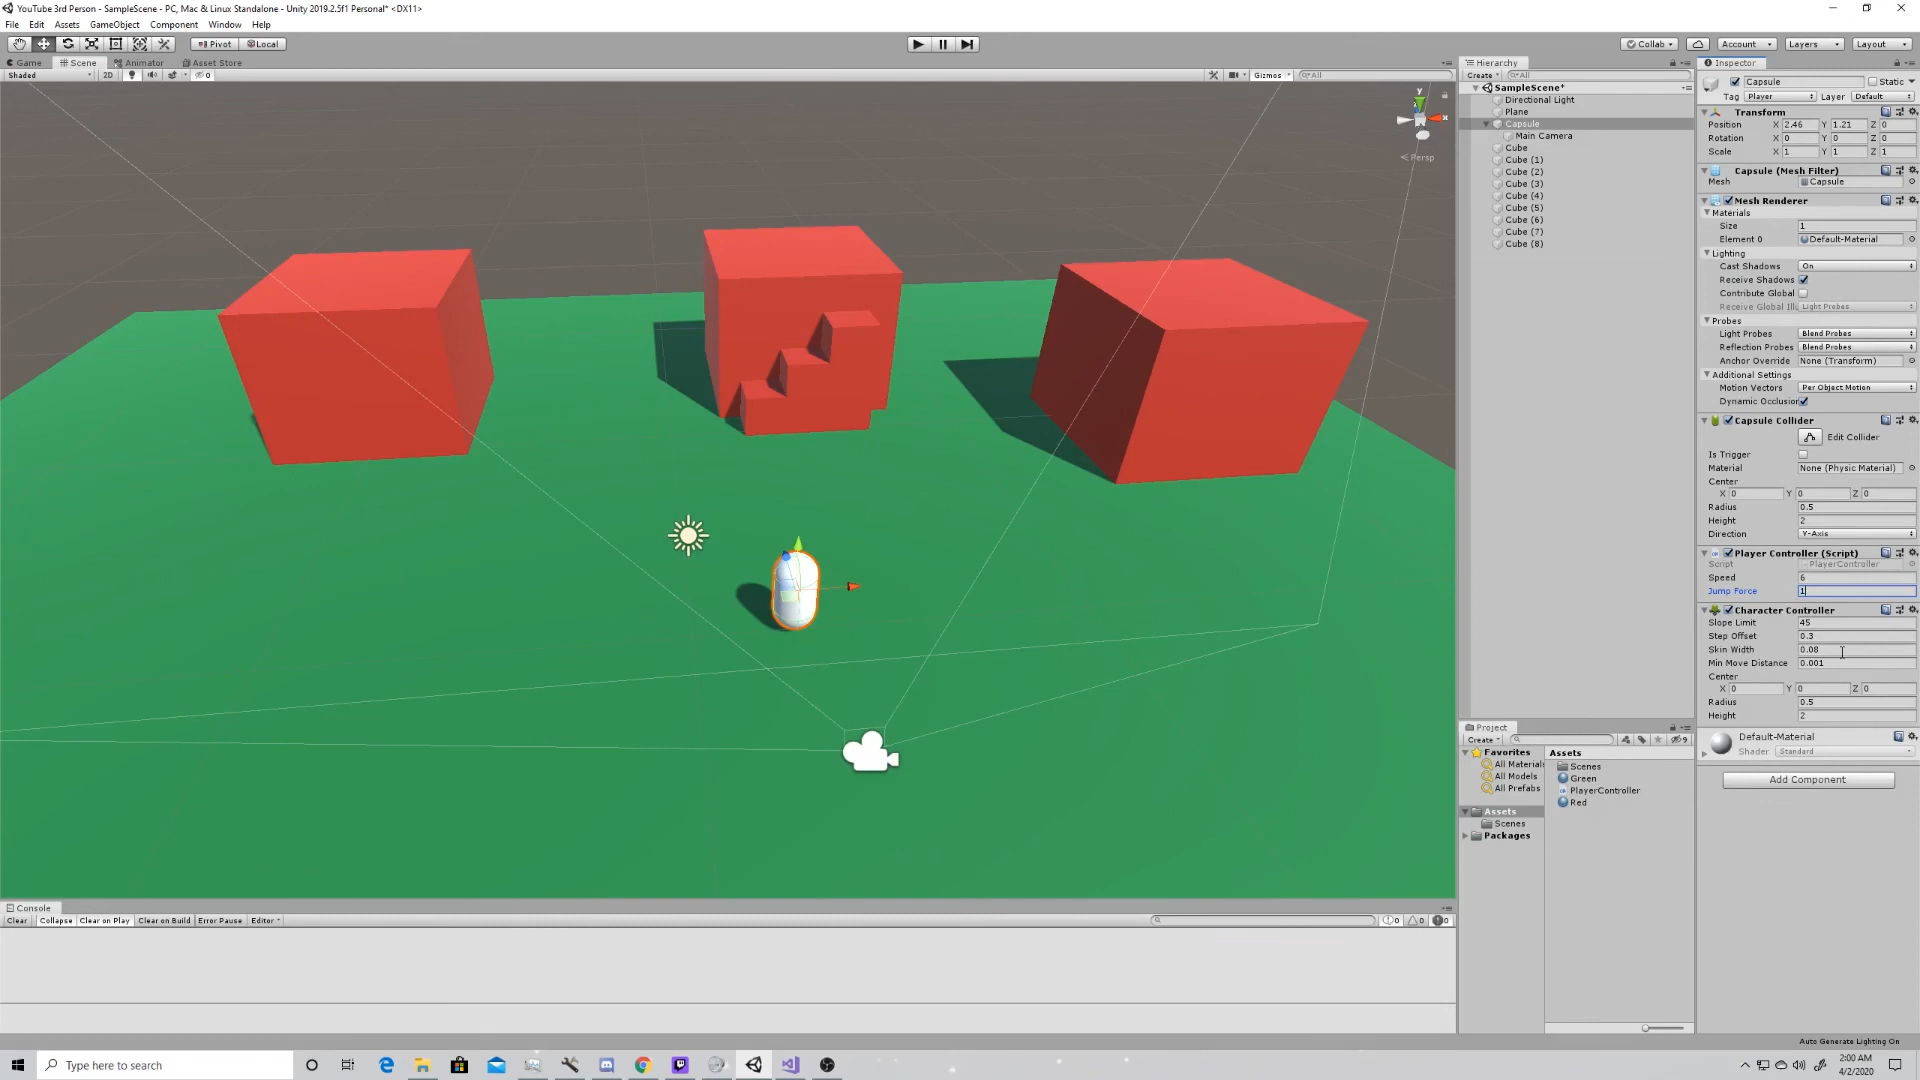 YouTube 3rd Person - SampleScene - PC, Mac & Linux Standalone - Unity 2019.2.5f1 Personal* <DX11>
File Edit Assets GameObject Component Window Help
Pivot Local Collab Account Layers Layout
Game Scene Animator Asset Store
Shaded 2D 0 Gizmos All
y
x
< Persp
Hierarchy
Create All
SampleScene*
Directional Light
Plane
Capsule
Main Camera
Cube
Cube (1)
Cube (2)
Cube (3)
Cube (4)
Cube (5)
Cube (6)
Cube (7)
Cube (8)
Project
Create 9
Favorites
All Materials
All Models
All Prefabs
Assets
Scenes
Packages
Assets
Scenes
Green
PlayerController
Red
Inspector
Capsule Static
Tag Player Layer Default
Transform
Position X 2.46 Y 1.21 Z 0
Rotation X 0 Y 0 Z 0
Scale X 1 Y 1 Z 1
Capsule (Mesh Filter)
Mesh Capsule
Mesh Renderer
Materials
Size 1
Element 0 Default-Material
Lighting
Cast Shadows On
Receive Shadows
Contribute Global
Receive Global Ill Light Probes
Probes
Light Probes Blend Probes
Reflection Probes Blend Probes
Anchor Override None (Transform)
Additional Settings
Motion Vectors Per Object Motion
Dynamic Occlusion
Capsule Collider
Edit Collider
Is Trigger
Material None (Physic Material)
Center
X 0 Y 0 Z 0
Radius 0.5
Height 2
Direction Y-Axis
Player Controller (Script)
Script PlayerController
Speed 6
Jump Force 1
Character Controller
Slope Limit 45
Step Offset 0.3
Skin Width 0.08
Min Move Distance 0.001
Center
X 0 Y 0 Z 0
Radius 0.5
Height 2
Default-Material
Shader Standard
Add Component
Console
Clear Collapse Clear on Play Clear on Build Error Pause Editor 0 0 0
Auto Generate Lighting On
Type here to search
2:00 AM
4/2/2020